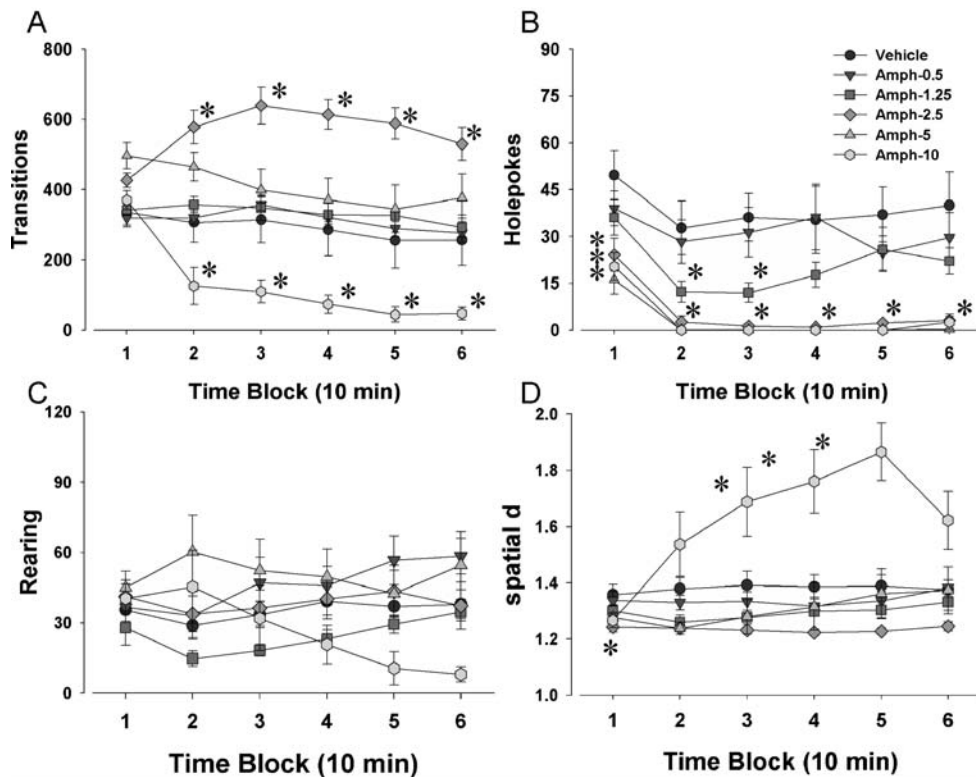 A
800
600
400
200
0
Transitions
* * * * *
* * * * *
1 2 3 4 5 6
Time Block (10 min)
B
90
75
60
45
30
15
0
Holepokes
Vehicle
Amph-0.5
Amph-1.25
Amph-2.5
Amph-5
Amph-10
*
*
*
* *
* * * * *
1 2 3 4 5 6
Time Block (10 min)
C
120
90
60
30
0
Rearing
1 2 3 4 5 6
Time Block (10 min)
D
2.0
1.8
1.6
1.4
1.2
1.0
spatial d
* * *
*
1 2 3 4 5 6
Time Block (10 min)